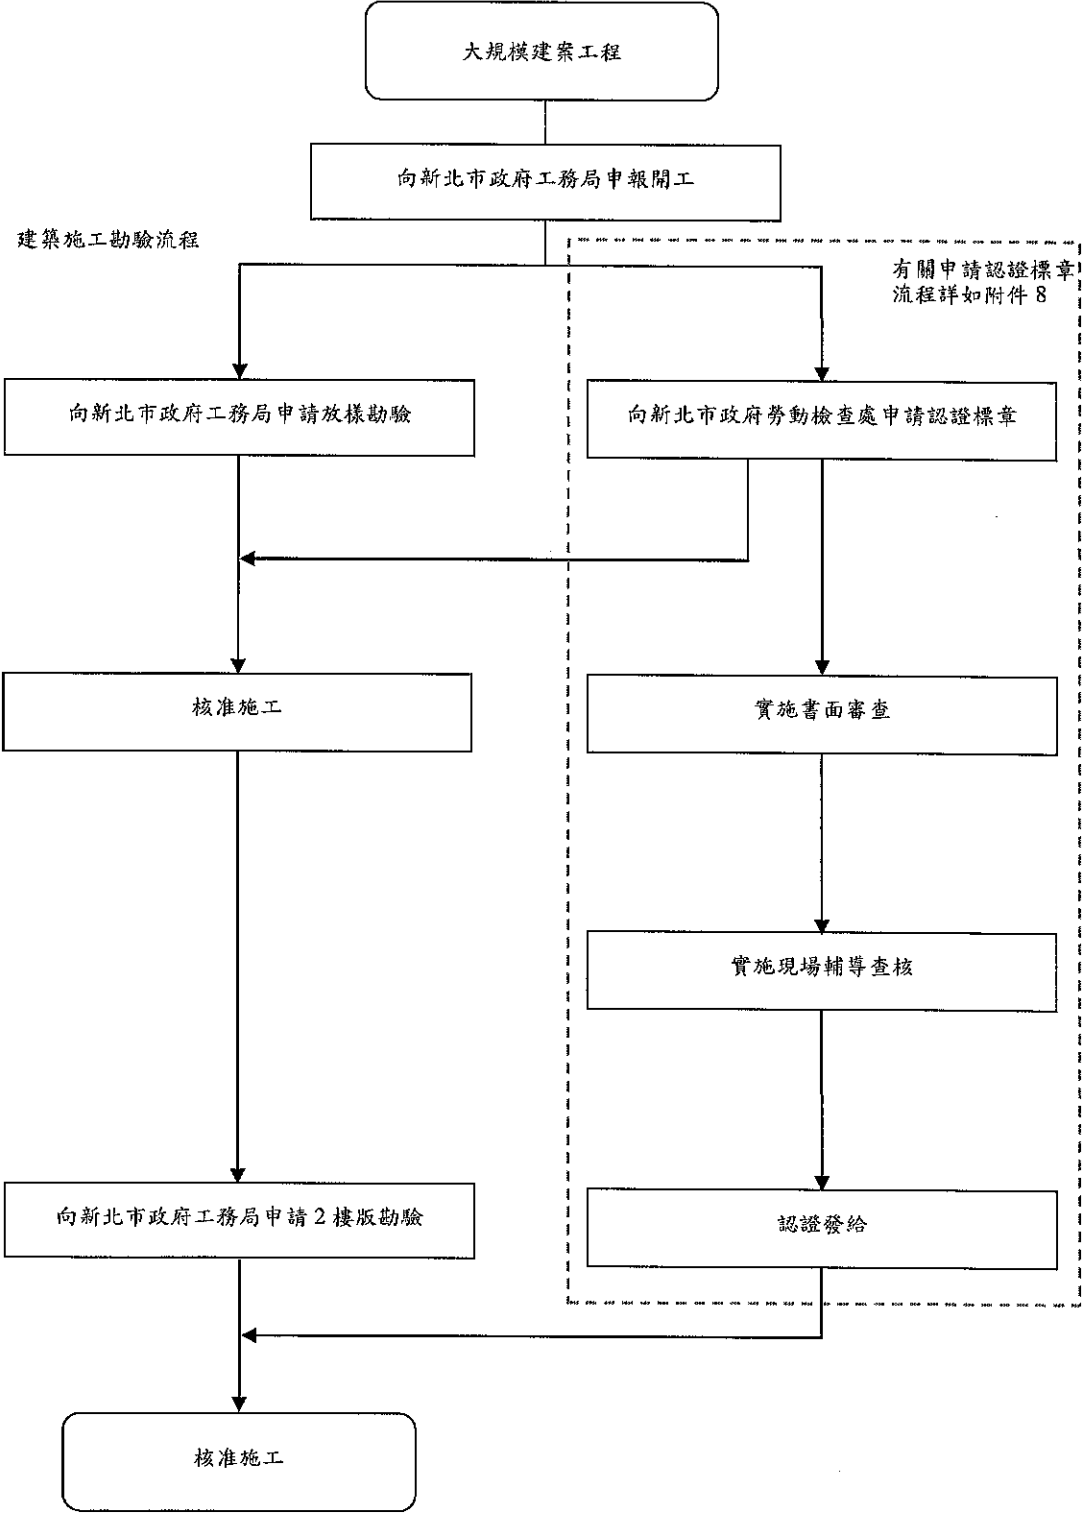 大規模建案工程
向新北市政府工務局申報開工
建築施工勘驗流程
有關申請認證標章
流程詳如附件 8
向新北市政府工務局申請放樣勘驗
向新北市政府勞動檢查處申請認證標章
核准施工
實施書面審查
實施現場輔導查核
向新北市政府工務局申請 2 樓版勘驗
認證發給
核准施工